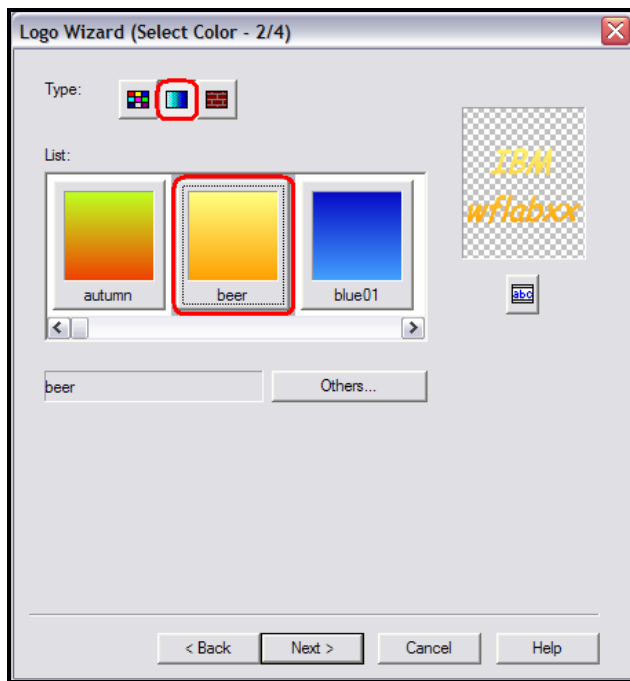 Logo Wizard (Select Color - 2/4)
Type:
List:
IBM
wflabxx
autumn
beer
blue01
abc
beer
Others...
< Back
Next >
Cancel
Help